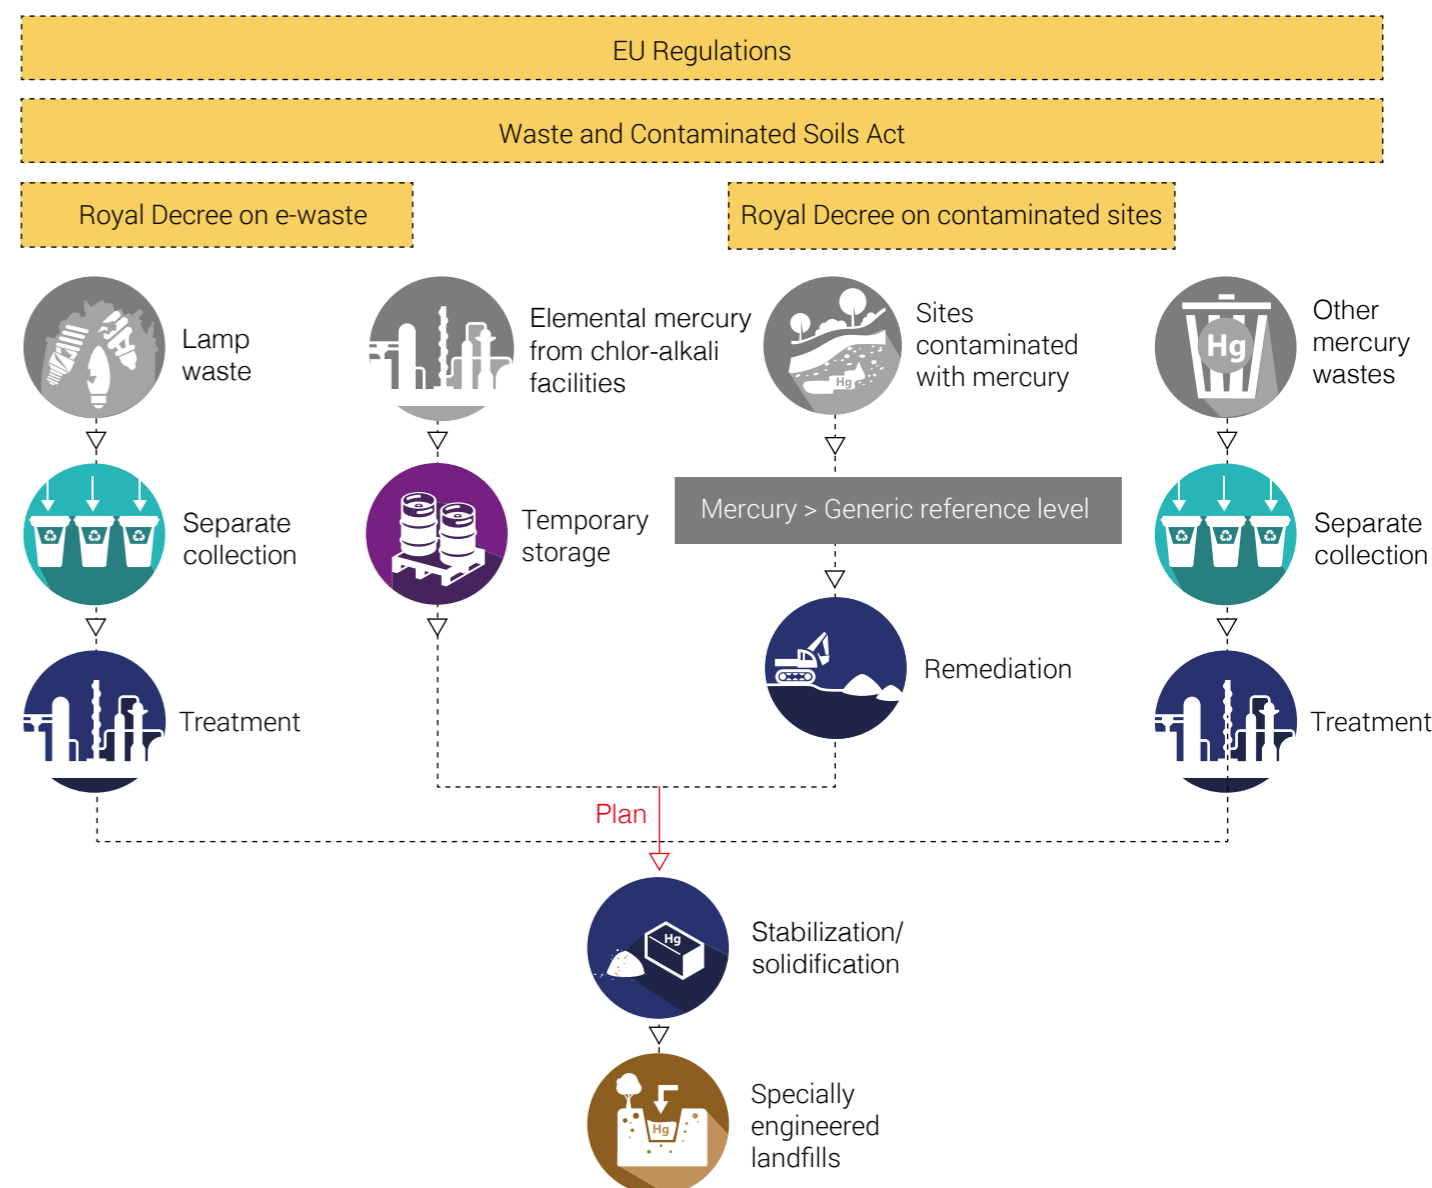 EU Regulations
Waste and Contaminated Soils Act
Royal Decree on e-waste
Royal Decree on contaminated sites
Lamp
waste
Elemental mercury
from chlor-alkali
facilities
Hg
Sites
contaminated
with mercury
Hg
Other
mercury
wastes
Separate
collection
Temporary
storage
Mercury > Generic reference level
Separate
collection
Treatment
Remediation
Treatment
Plan
Hg
Stabilization/
solidification
Hg
Specially
engineered
landfills